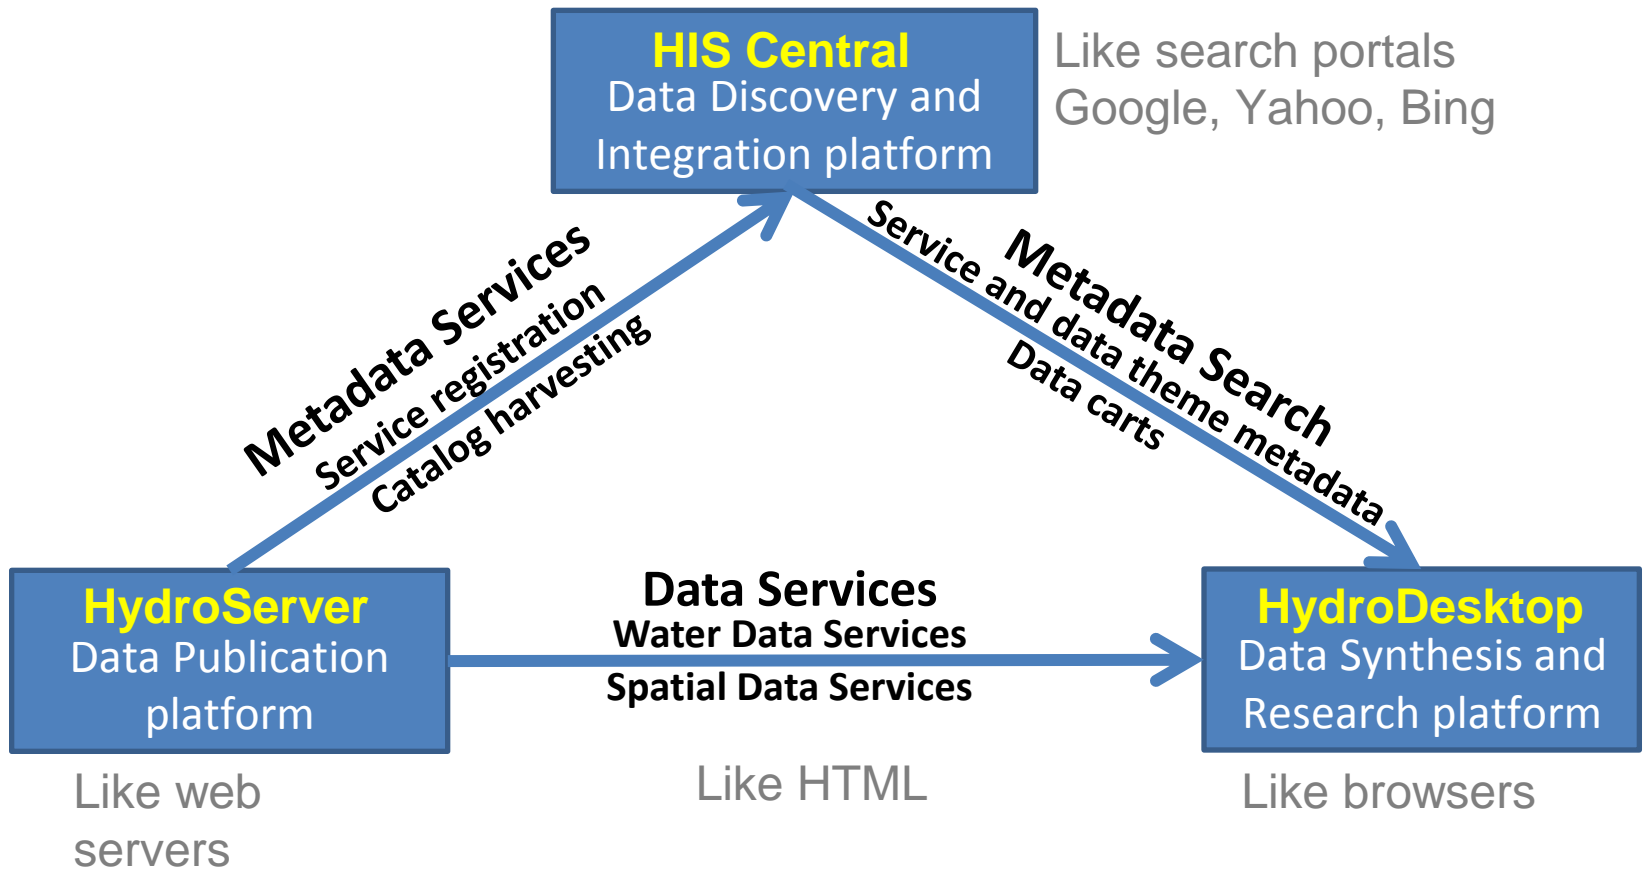 HIS Central
Data Discovery and
Integration platform
Like search portals
Google, Yahoo, Bing
Metadata Services
Service registration
Catalog harvesting
Metadata Search
Service and data theme metadata
Data carts
HydroServer
Data Publication
platform
Like web
servers
Data Services
Water Data Services
Spatial Data Services
Like HTML
HydroDesktop
Data Synthesis and
Research platform
Like browsers